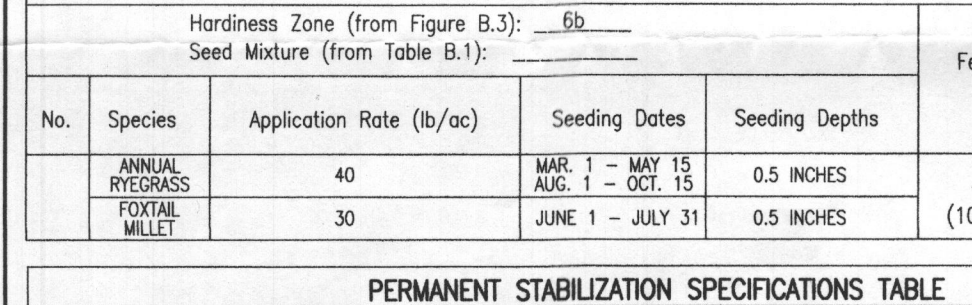 Hardiness Zone (from Figure B.3): 6b
Seed Mixture (from Table B.1):
Fe
No. Species Application Rate (lb/ac) Seeding Dates Seeding Depths
ANNUAL RYEGRASS 40 MAR. 1 - MAY 15 0.5 INCHES
AUG. 1 - OCT. 15
FOXTAIL MILLET 30 JUNE 1 - JULY 31 0.5 INCHES (10
PERMANENT STABILIZATION SPECIFICATIONS TABLE